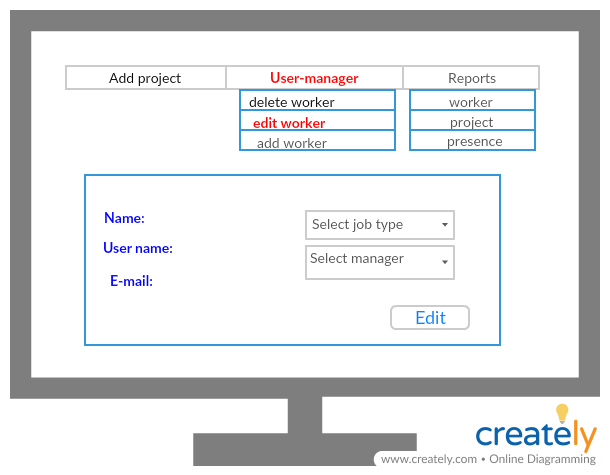 Add project User-manager Reports
delete worker worker
edit worker project
add worker presence
Name: Select job type
User name: Select manager
E-mail:
Edit
creately
www.creately.com • Online Diagramming